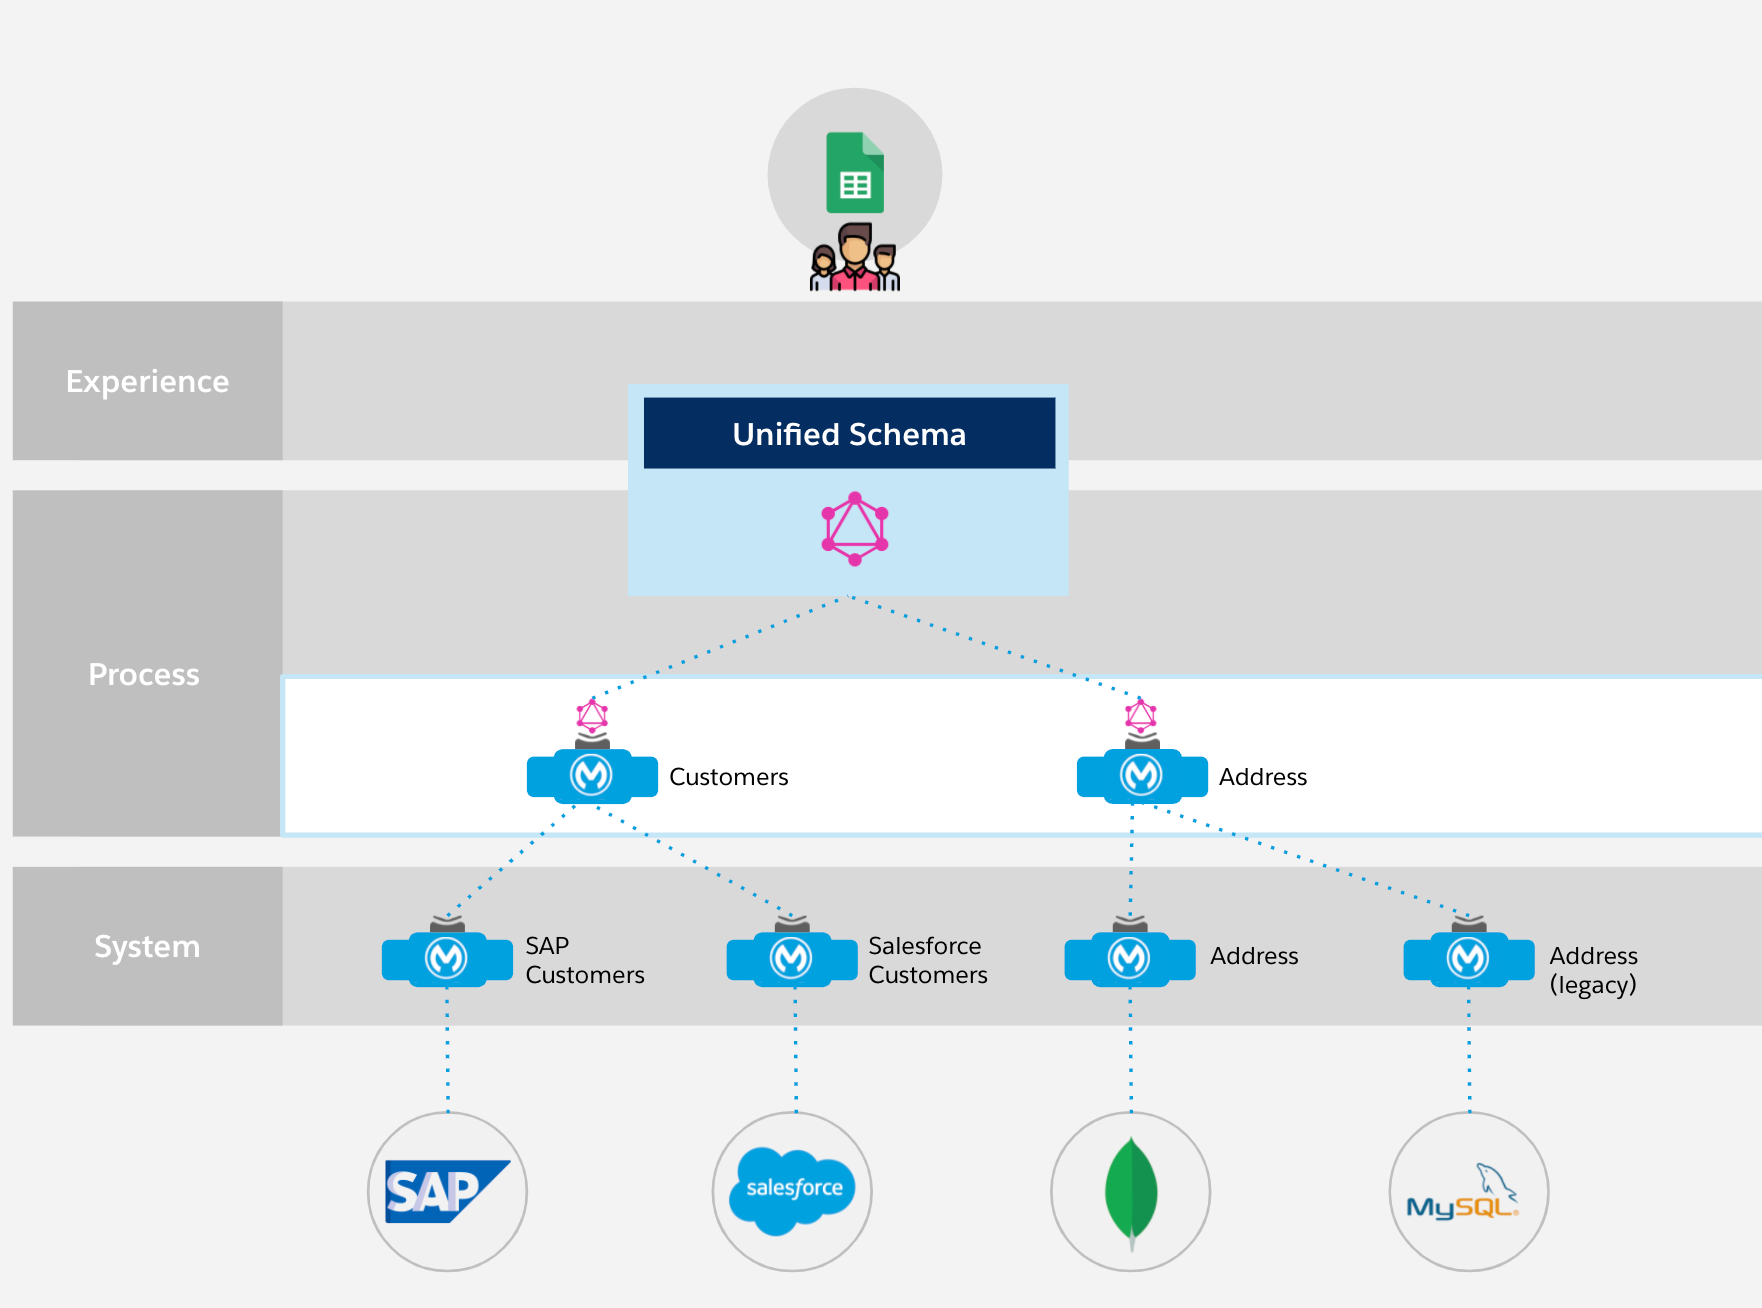 Experience
Unified Schema
Process
Customers
Address
System
SAP
Customers
Salesforce
Customers
Address
Address
(legacy)
SAP
salesforce
MySQL®